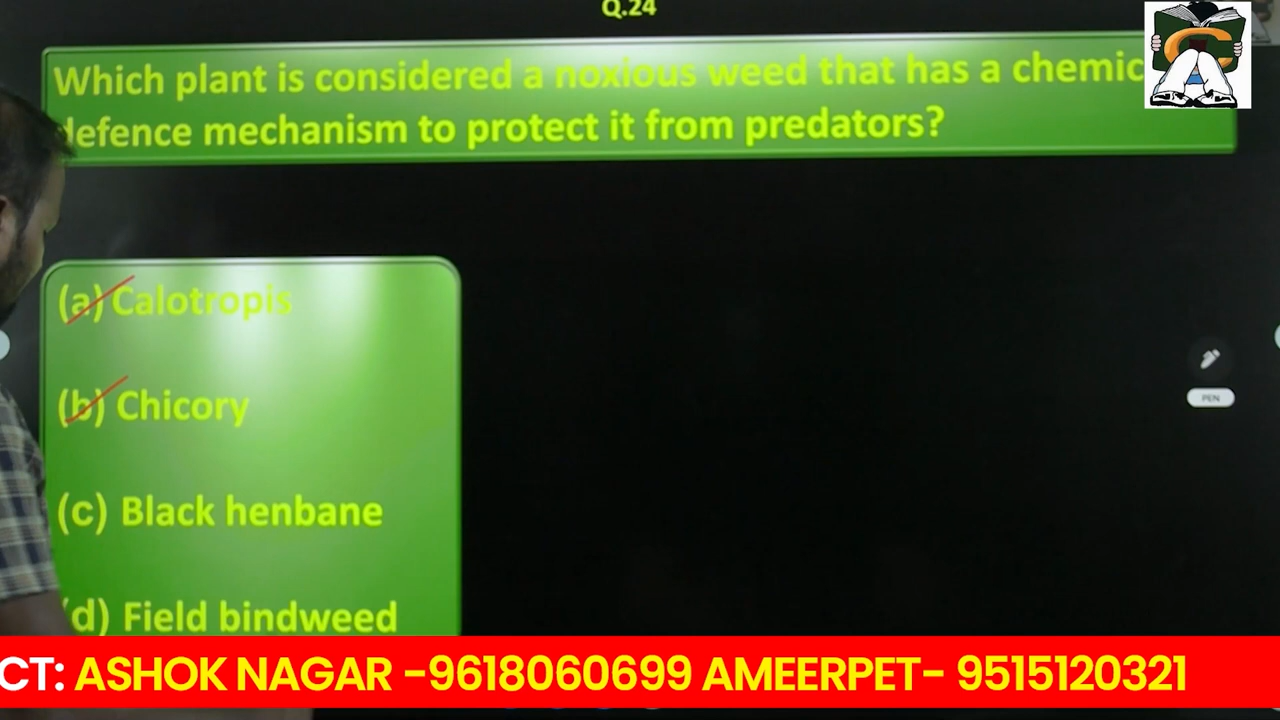 Q.24
Which plant is considered a noxious weed that has a chemic
defence mechanism to protect it from predators?
(a) Calotropis
(b) Chicory
(c) Black henbane
(d) Field bindweed
PEN
CT: ASHOK NAGAR -9618060699 AMEERPET- 9515120321